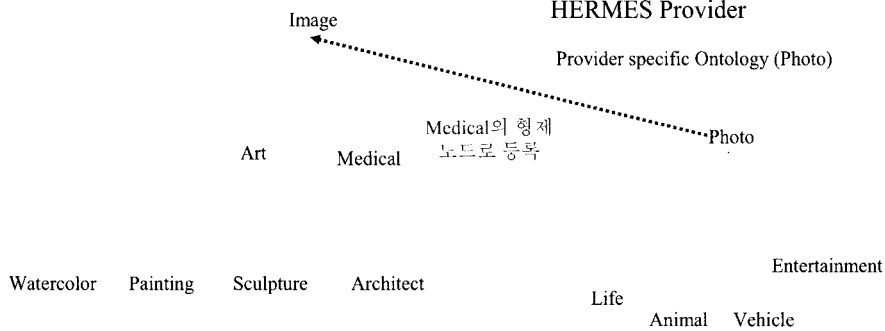 HERMES Provider
Image
Provider specific Ontology (Photo)
Medical의 형제
노드로 등록
Photo
Art
Medical
Entertainment
Watercolor
Painting
Sculpture
Architect
Life
Animal
Vehicle